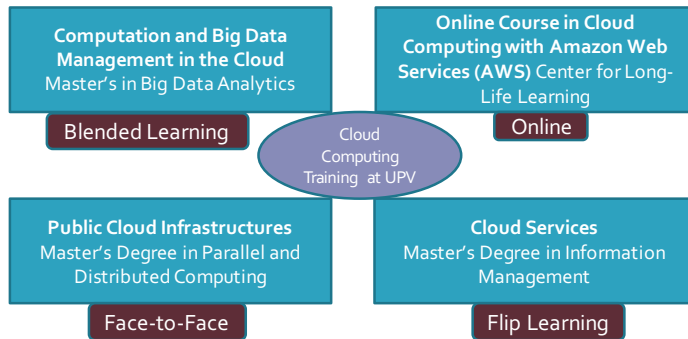 Computation and Big Data
Management in the Cloud
Master's in Big Data Analytics
Blended Learning
Online Course in Cloud
Computing with Amazon Web
Services (AWS) Center for Long-
Life Learning
Online
Cloud
Computing
Training at UPV
Public Cloud Infrastructures
Master's Degree in Parallel and
Distributed Computing
Face-to-Face
Cloud Services
Master's Degree in Information
Management
Flip Learning